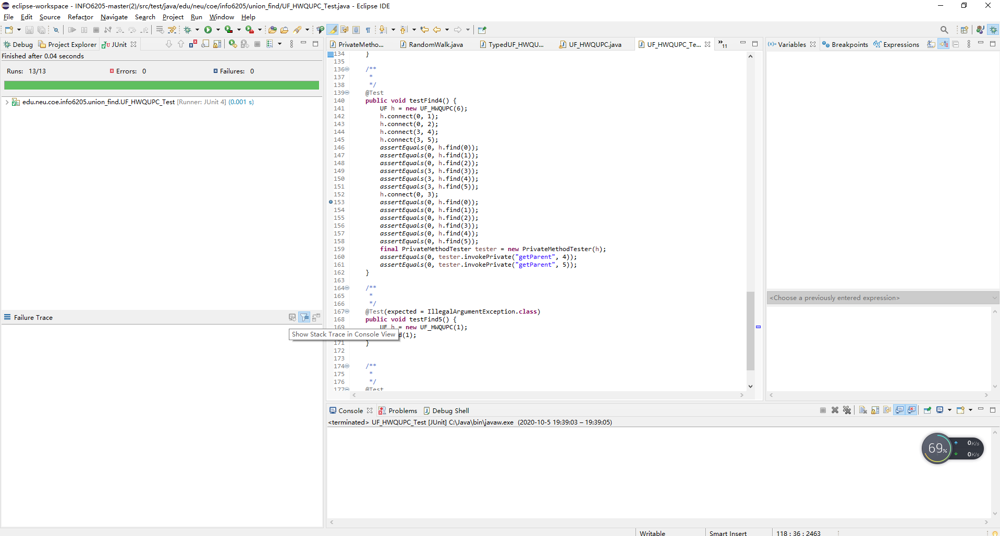 eclipse-workspace - INFO6205-master(2)/src/test/java/edu/neu/coe/info6205/union_find/UF_HWQUPC_Test.java - Eclipse IDE
File Edit Source Refactor Navigate Search Project Run Window Help
Debug Project Explorer JUnit
Finished after 0.04 seconds
Runs: 13/13 Errors: 0 Failures: 0
edu.neu.coe.info6205.union_find.UF_HWQUPC_Test [Runner: JUnit 4] (0.001 s)
Failure Trace
Show Stack Trace in Console View
PrivateMetho... RandomWalk.java TypedUF_HWQU... UF_HWQUPC.java UF_HWQUPC_Te... »11
134 }
135
136 /**
137 *
138 */
139 @Test
140 public void testFind4() {
141 UF h = new UF_HWQUPC(6);
142 h.connect(0, 1);
143 h.connect(0, 2);
144 h.connect(3, 4);
145 h.connect(3, 5);
146 assertEquals(0, h.find(0));
147 assertEquals(0, h.find(1));
148 assertEquals(0, h.find(2));
149 assertEquals(3, h.find(3));
150 assertEquals(3, h.find(4));
151 assertEquals(3, h.find(5));
152 h.connect(0, 3);
153 assertEquals(0, h.find(0));
154 assertEquals(0, h.find(1));
155 assertEquals(0, h.find(2));
156 assertEquals(0, h.find(3));
157 assertEquals(0, h.find(4));
158 assertEquals(0, h.find(5));
159 final PrivateMethodTester tester = new PrivateMethodTester(h);
160 assertEquals(0, tester.invokePrivate("getParent", 4));
161 assertEquals(0, tester.invokePrivate("getParent", 5));
162 }
163
164 /**
165 *
166 */
167 @Test(expected = IllegalArgumentException.class)
168 public void testFind5() {
169 UF h = new UF_HWQUPC(1);
d(1);
171 }
172
173
174 /**
175 *
176 */
177 @Test
Variables Breakpoints Expressions
<Choose a previously entered expression>
Console Problems Debug Shell
<terminated> UF_HWQUPC_Test [JUnit] C:\Java\bin\javaw.exe (2020-10-5 19:39:03 – 19:39:05)
69%
0K/s
0K/s
Writable Smart Insert 118 : 36 : 2463